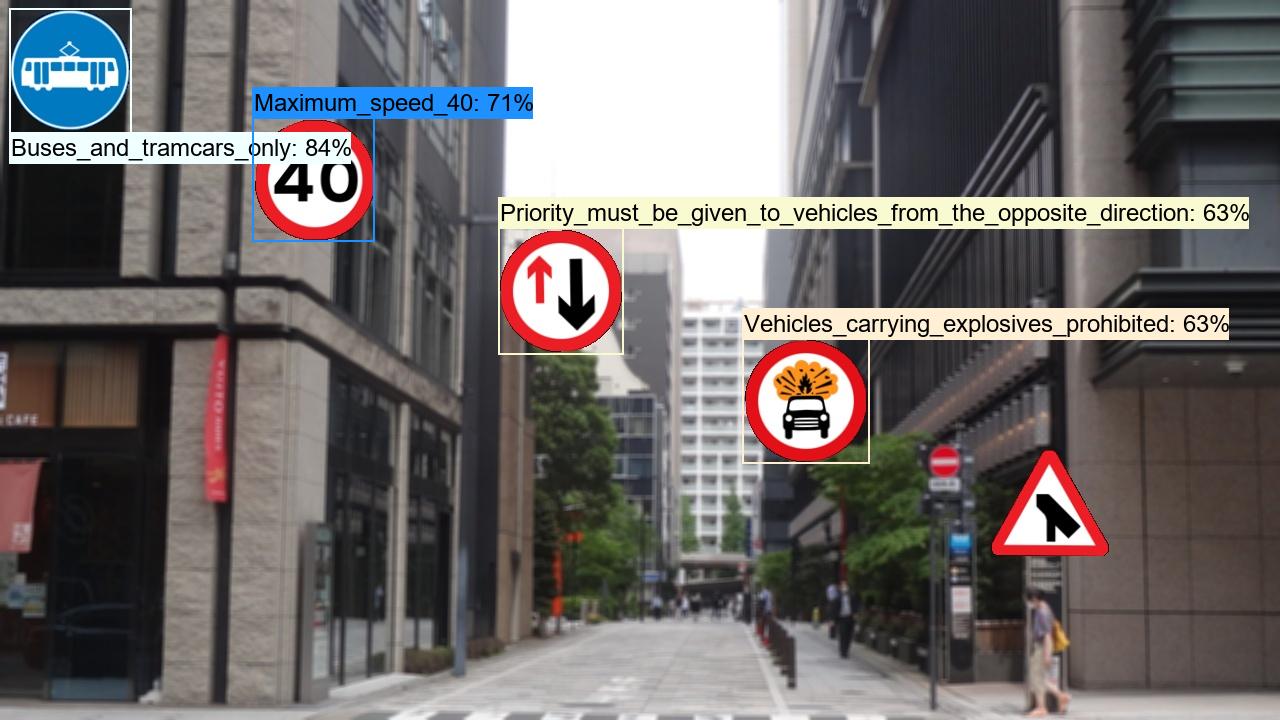 Maximum_speed_40: 71%
Buses_and_tramcars_only: 84%
40
Priority_must_be_given_to_vehicles_from_the_opposite_direction: 63%
Vehicles_carrying_explosives_prohibited: 63%
CAFE